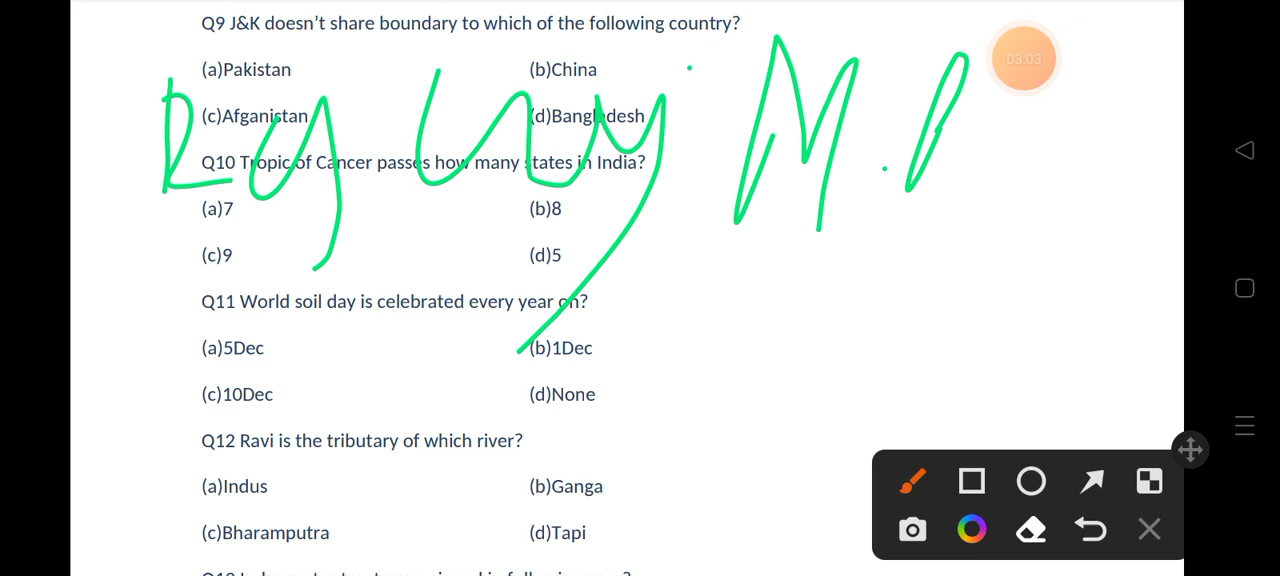 Q9 J&K doesn’t share boundary to which of the following country?
03:03
(a)Pakistan (b)China
(c)Afganistan (d)Bangladesh
Q10 Tropic of Cancer passes how many states in India?
(a)7 (b)8
(c)9 (d)5
Q11 World soil day is celebrated every year on?
(a)5Dec (b)1Dec
(c)10Dec (d)None
Q12 Ravi is the tributary of which river?
(a)Indus (b)Ganga
(c)Bharamputra (d)Tapi